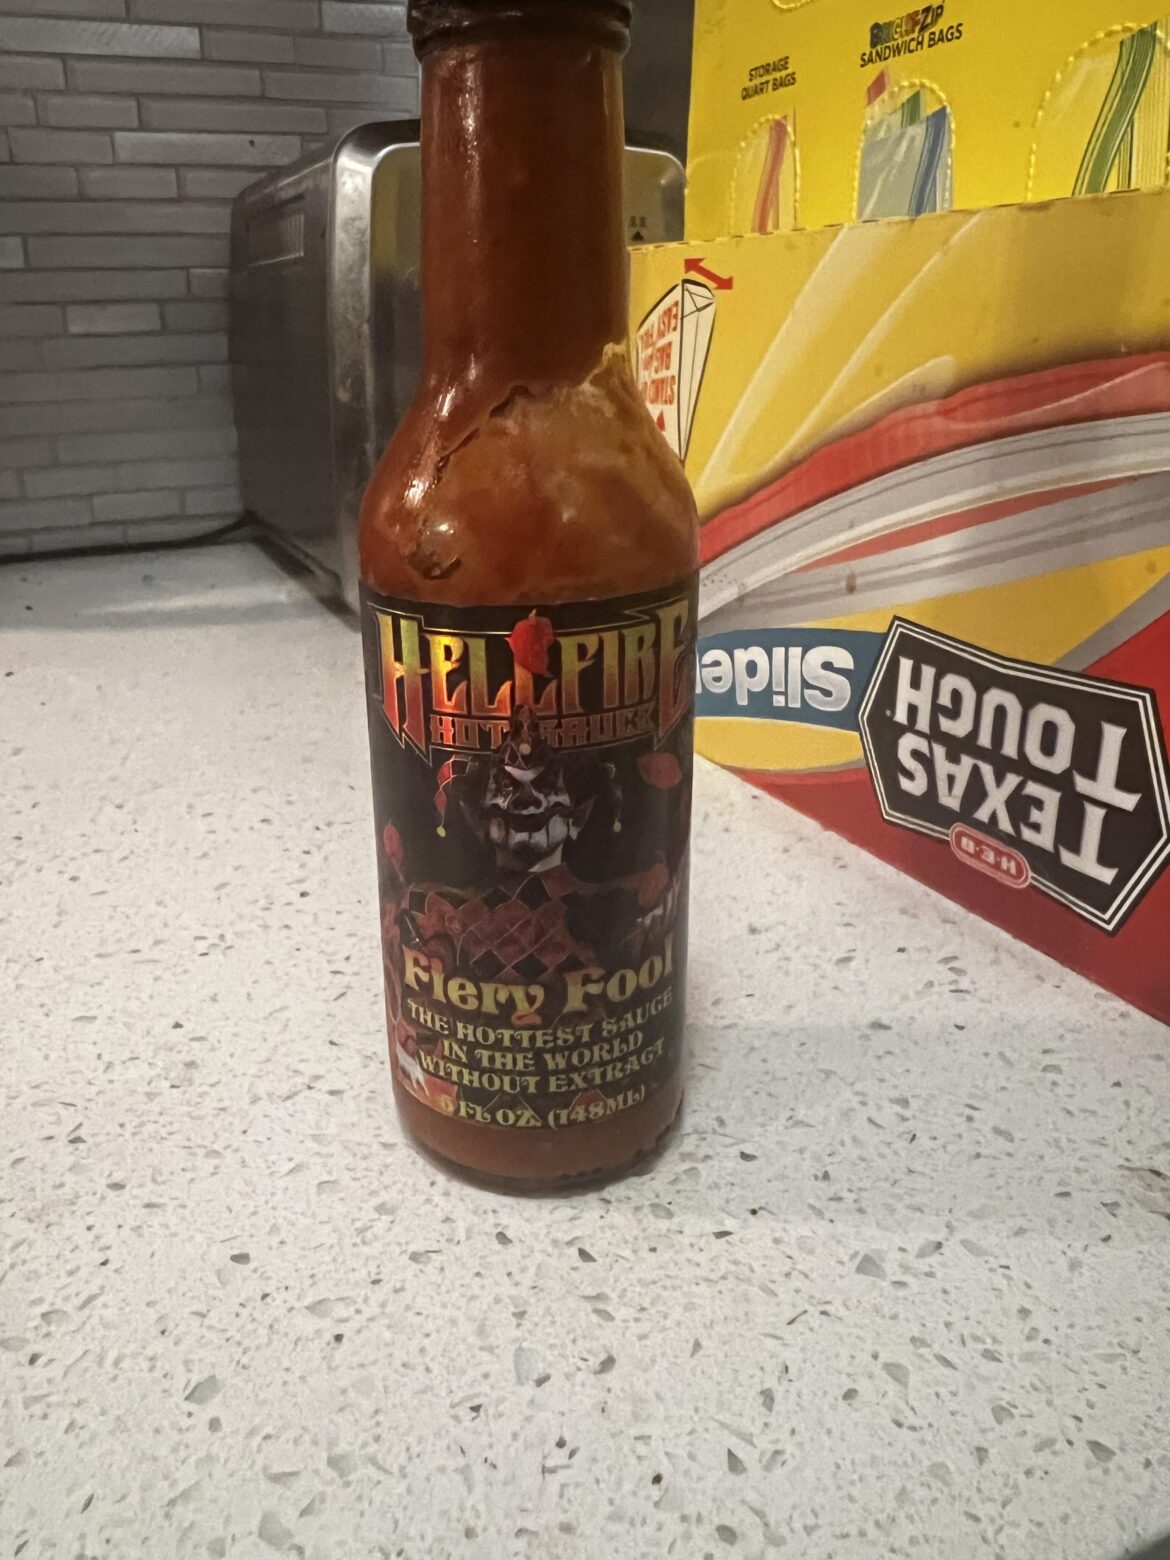 STORAGE
QUART BAGS
SANDWICH BAGS
HELLFIRE
HOT SAUCE
Fiery Fool
THE HOTTEST SAUCE
IN THE WORLD
WITHOUT EXTRACT
5 FL OZ. (148ML)
TEXAS
TOUGH
H-E-B